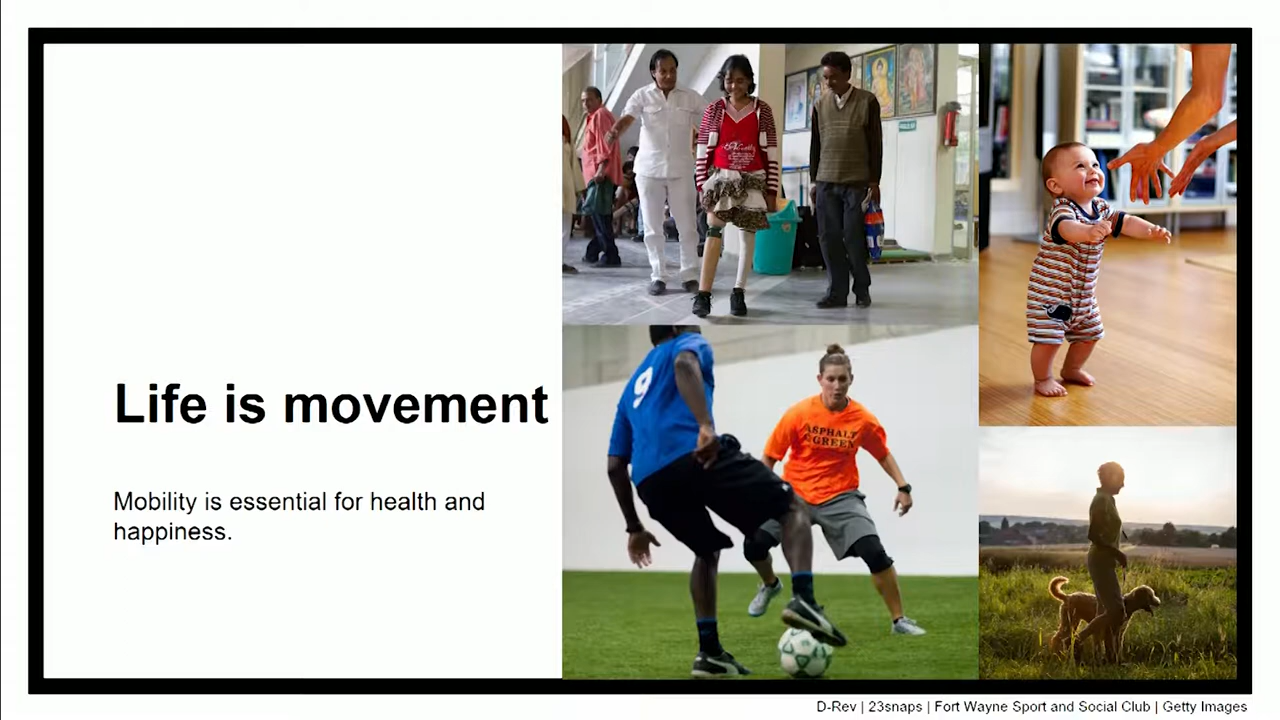 Life is movement
Mobility is essential for health and
happiness.
9
ASPHALT
GREEN
D-Rev | 23snaps | Fort Wayne Sport and Social Club | Getty Images